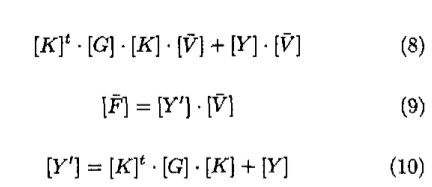 [K]^t · [G] · [K] · [V̄] + [Y] · [V̄] (8)
[F̄] = [Y′] · [V̄] (9)
[Y′] = [K]^t · [G] · [K] + [Y] (10)